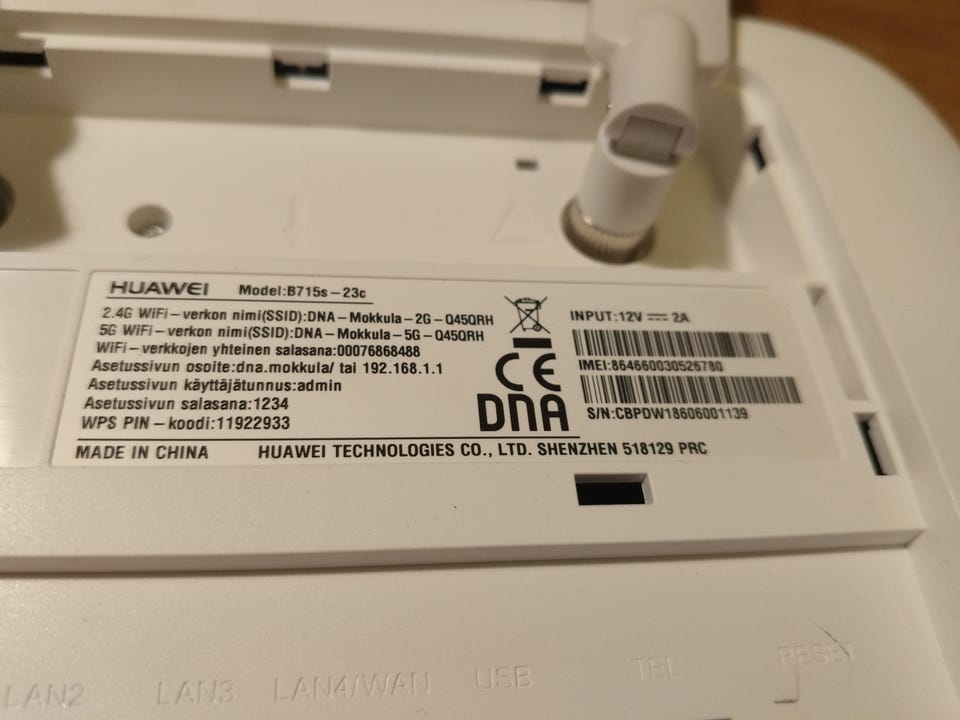 HUAWEI Model:B715s-23c
2.4G WiFi-verkon nimi(SSID):DNA-Mokkula-2G-Q45QRH
5G WiFi-verkon nimi(SSID):DNA-Mokkula-5G-Q45QRH
WiFi-verkkojen yhteinen salasana:00076868488
Asetussivun osoite:dna.mokkula/ tai 192.168.1.1
Asetussivun käyttäjätunnus:admin
Asetussivun salasana:1234
WPS PIN-koodi:11922933
CE
DNA
INPUT:12V ⎓ 2A
IMEI:864660030526780
S/N:CBPDW18606001139
MADE IN CHINA HUAWEI TECHNOLOGIES CO., LTD. SHENZHEN 518129 PRC
LAN2 LAN3 LAN4/WAN USB TEL RESET